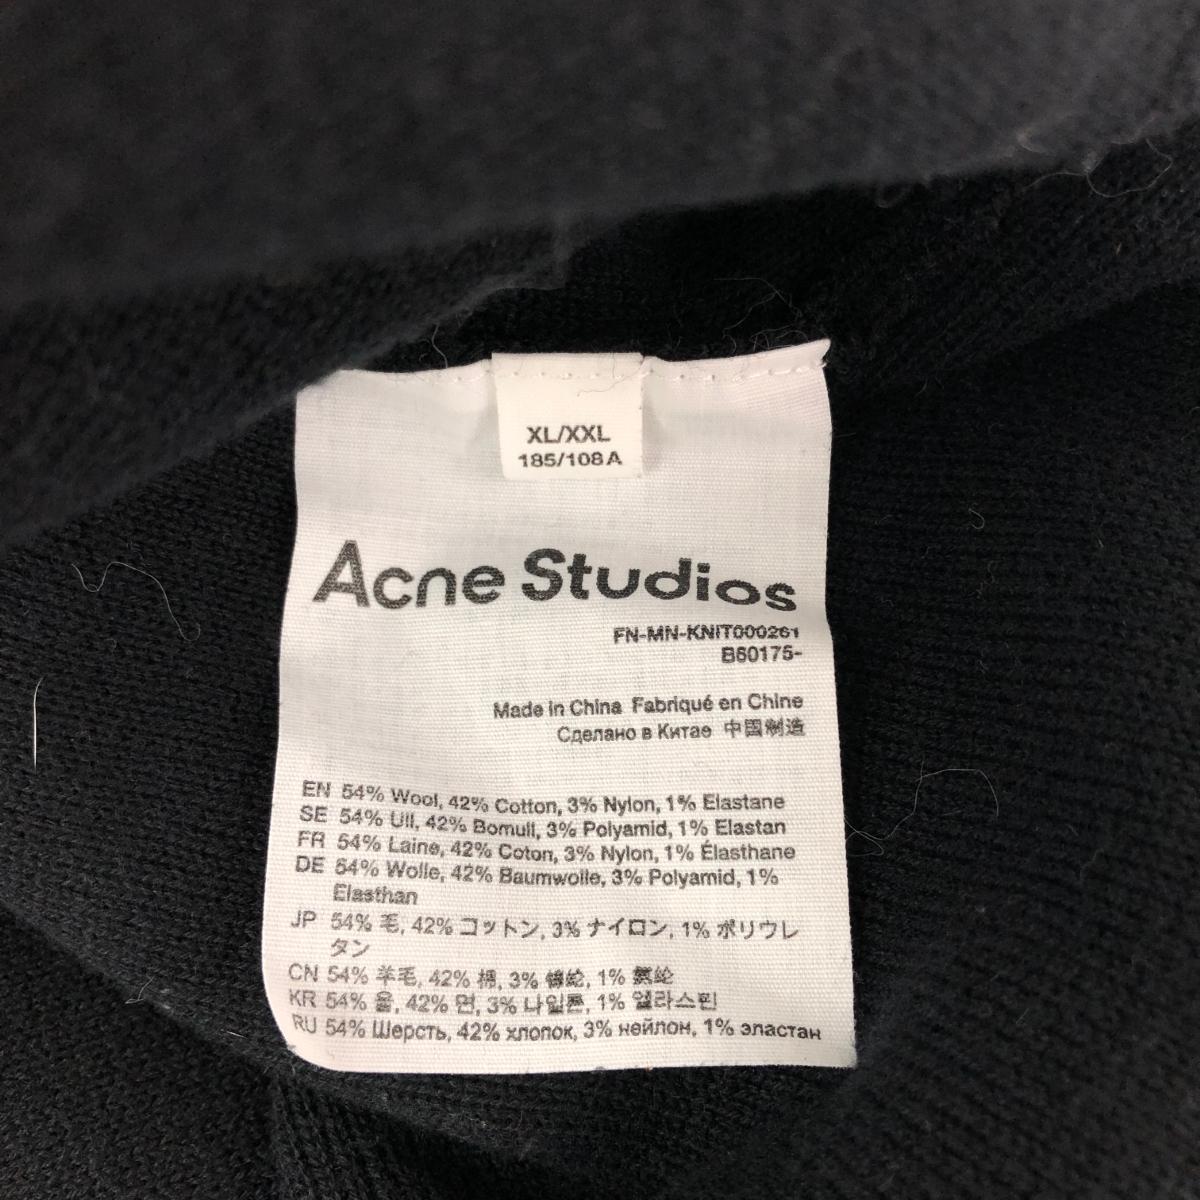 XL/XXL
185/108A
Acne Studios
FN-MN-KNIT000261
B60175-
Made in China Fabriqué en Chine
Сделано в Китае 中國制造
EN 54% Wool, 42% Cotton, 3% Nylon, 1% Elastane
SE 54% Ull, 42% Bomull, 3% Polyamid, 1% Elastan
FR 54% Laine, 42% Coton, 3% Nylon, 1% Élasthane
DE 54% Wolle, 42% Baumwolle, 3% Polyamid, 1%
Elasthan
JP 54% 毛, 42% コットン, 3% ナイロン, 1% ポリウレ
タン
CN 54% 羊毛, 42% 棉, 3% 锦纶, 1% 氨纶
KR 54% 울, 42% 면, 3% 나일론, 1% 엘라스틴
RU 54% Шерсть, 42% хлопок, 3% нейлон, 1% эластан